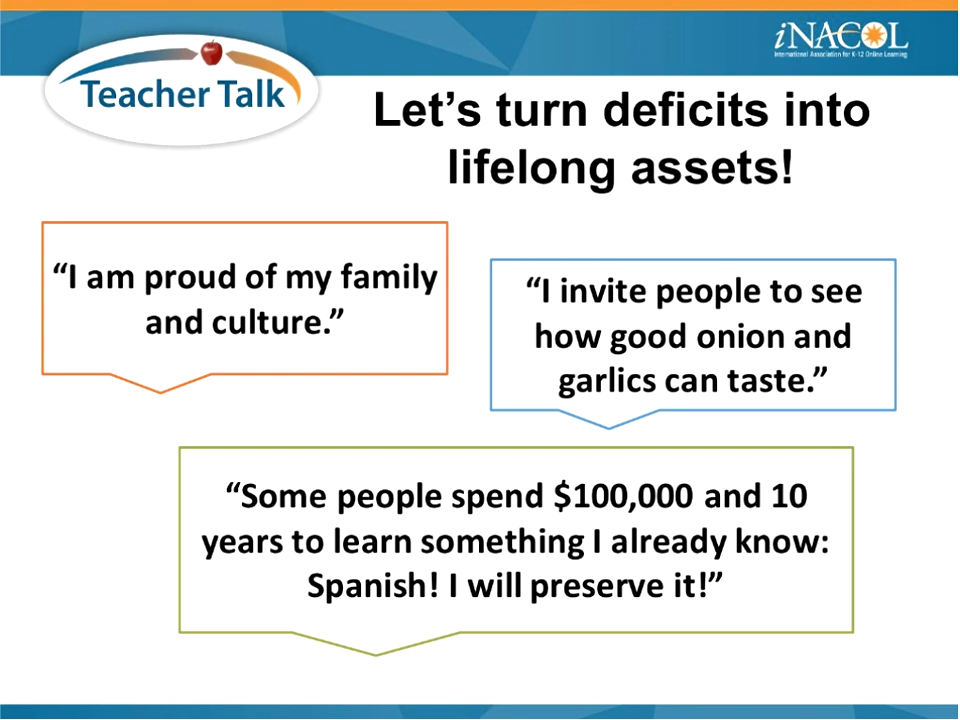 iNACOL
International Association for K-12 Online Learning
Teacher Talk
Let’s turn deficits into
lifelong assets!
“I am proud of my family
and culture.”
“I invite people to see
how good onion and
garlics can taste.”
“Some people spend $100,000 and 10
years to learn something I already know:
Spanish! I will preserve it!”